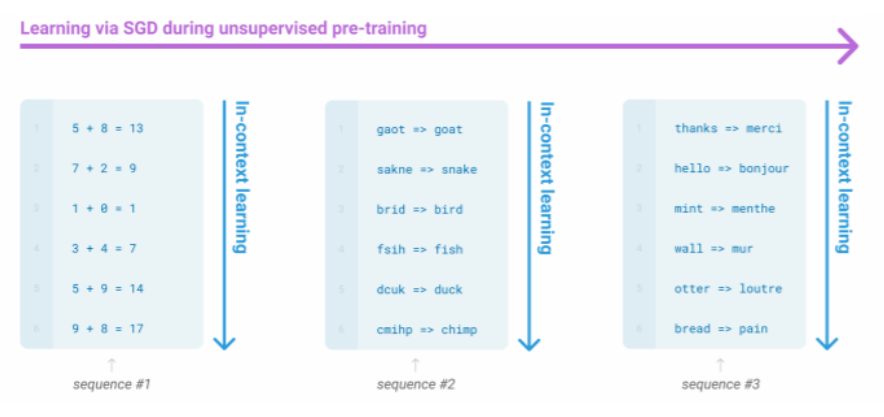 Learning via SGD during unsupervised pre-training
1 5 + 8 = 13
2 7 + 2 = 9
3 1 + 0 = 1
4 3 + 4 = 7
5 5 + 9 = 14
6 9 + 8 = 17
In-context learning
sequence #1
1 gaot => goat
2 sakne => snake
3 brid => bird
4 fsih => fish
5 dcuk => duck
6 cmihp => chimp
In-context learning
sequence #2
1 thanks => merci
2 hello => bonjour
3 mint => menthe
4 wall => mur
5 otter => loutre
6 bread => pain
In-context learning
sequence #3